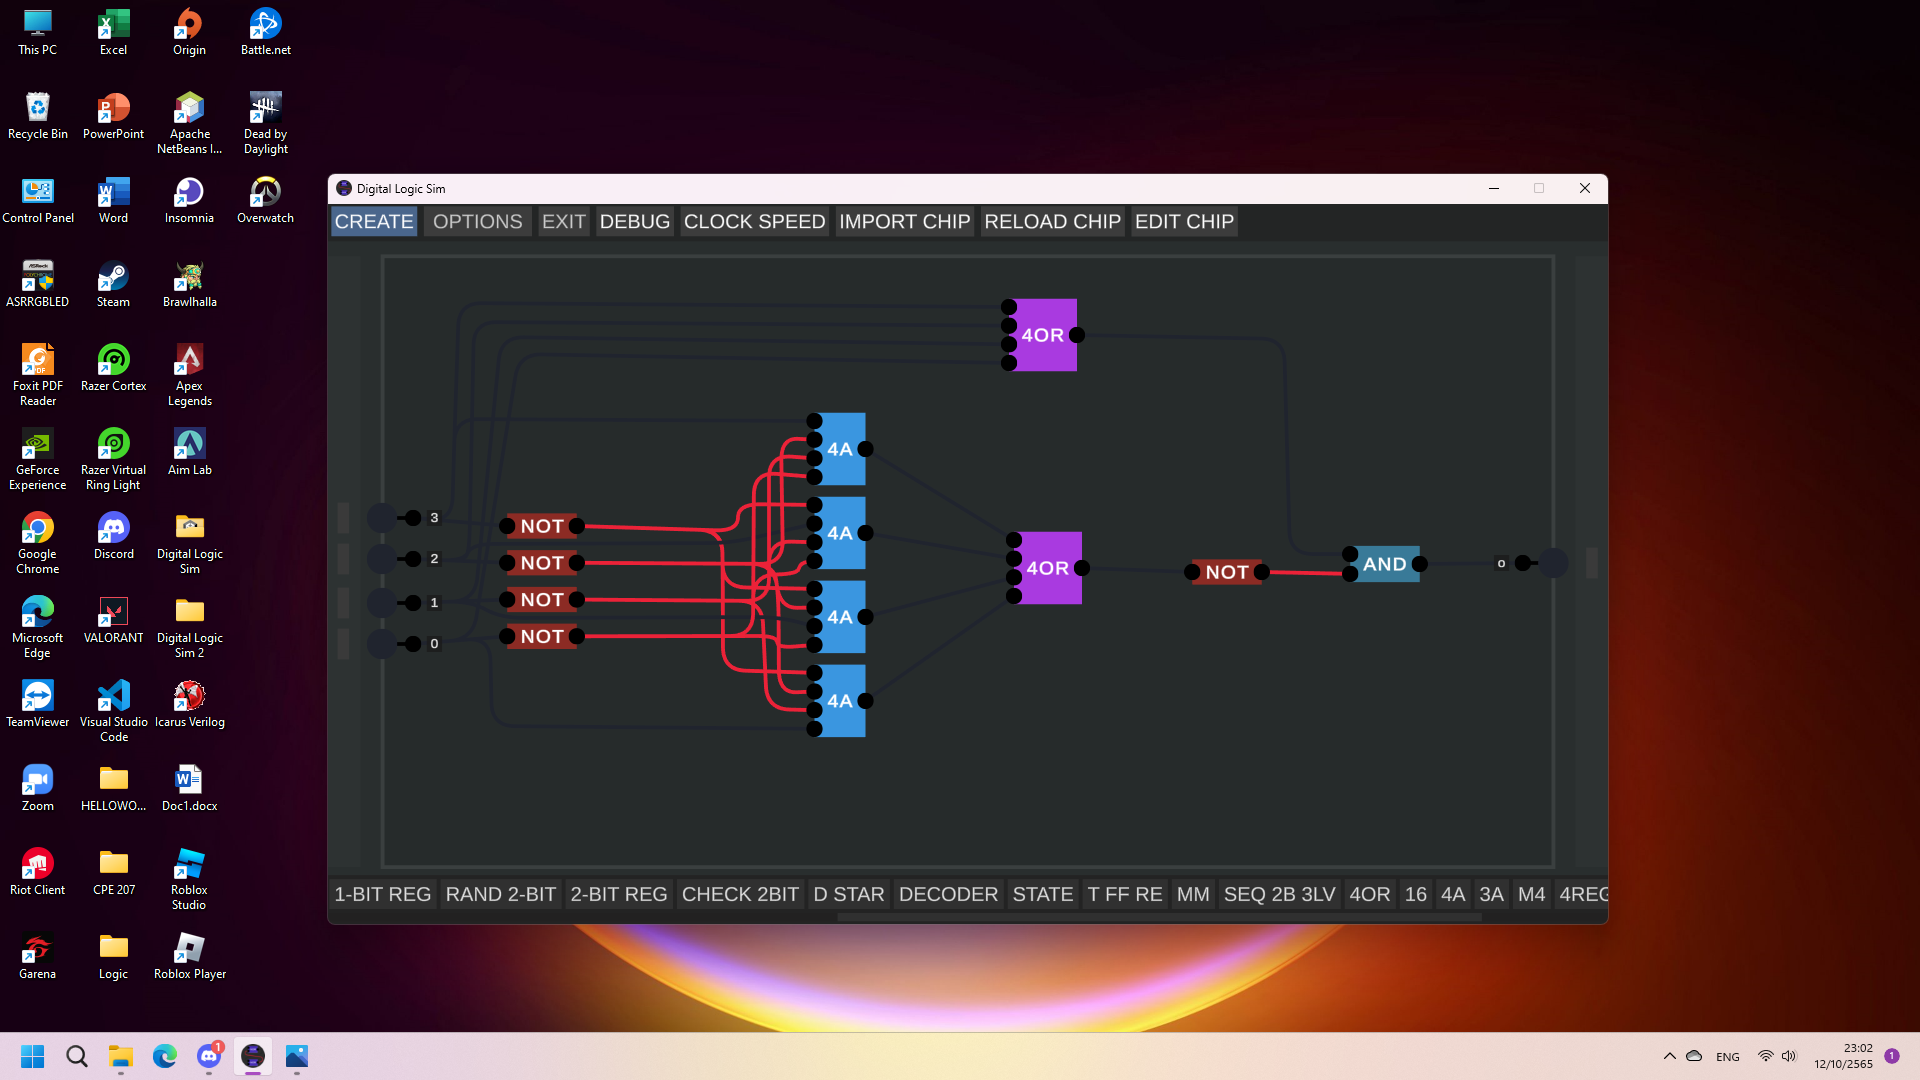 This PC
Excel
Origin
Battle.net
Recycle Bin
PowerPoint
Apache
NetBeans I...
Dead by
Daylight
Control Panel
Word
Insomnia
Overwatch
ASRRGBLED
Steam
Brawlhalla
Foxit PDF
Reader
Razer Cortex
Apex
Legends
GeForce
Experience
Razer Virtual
Ring Light
Aim Lab
Google
Chrome
Discord
Digital Logic
Sim
Microsoft
Edge
VALORANT
Digital Logic
Sim 2
TeamViewer
Visual Studio
Code
Icarus Verilog
Zoom
HELLOWO...
Doc1.docx
Riot Client
CPE 207
Roblox
Studio
Garena
Logic
Roblox Player
Digital Logic Sim
CREATE OPTIONS EXIT DEBUG CLOCK SPEED IMPORT CHIP RELOAD CHIP EDIT CHIP
4OR
4A
4A
4A
4A
3
2
1
0
NOT
NOT
NOT
NOT
4OR
NOT
AND
0
1-BIT REG RAND 2-BIT 2-BIT REG CHECK 2BIT D STAR DECODER STATE T FF RE MM SEQ 2B 3LV 4OR 16 4A 3A M4 4REG
1
ENG
23:02
12/10/2565
1